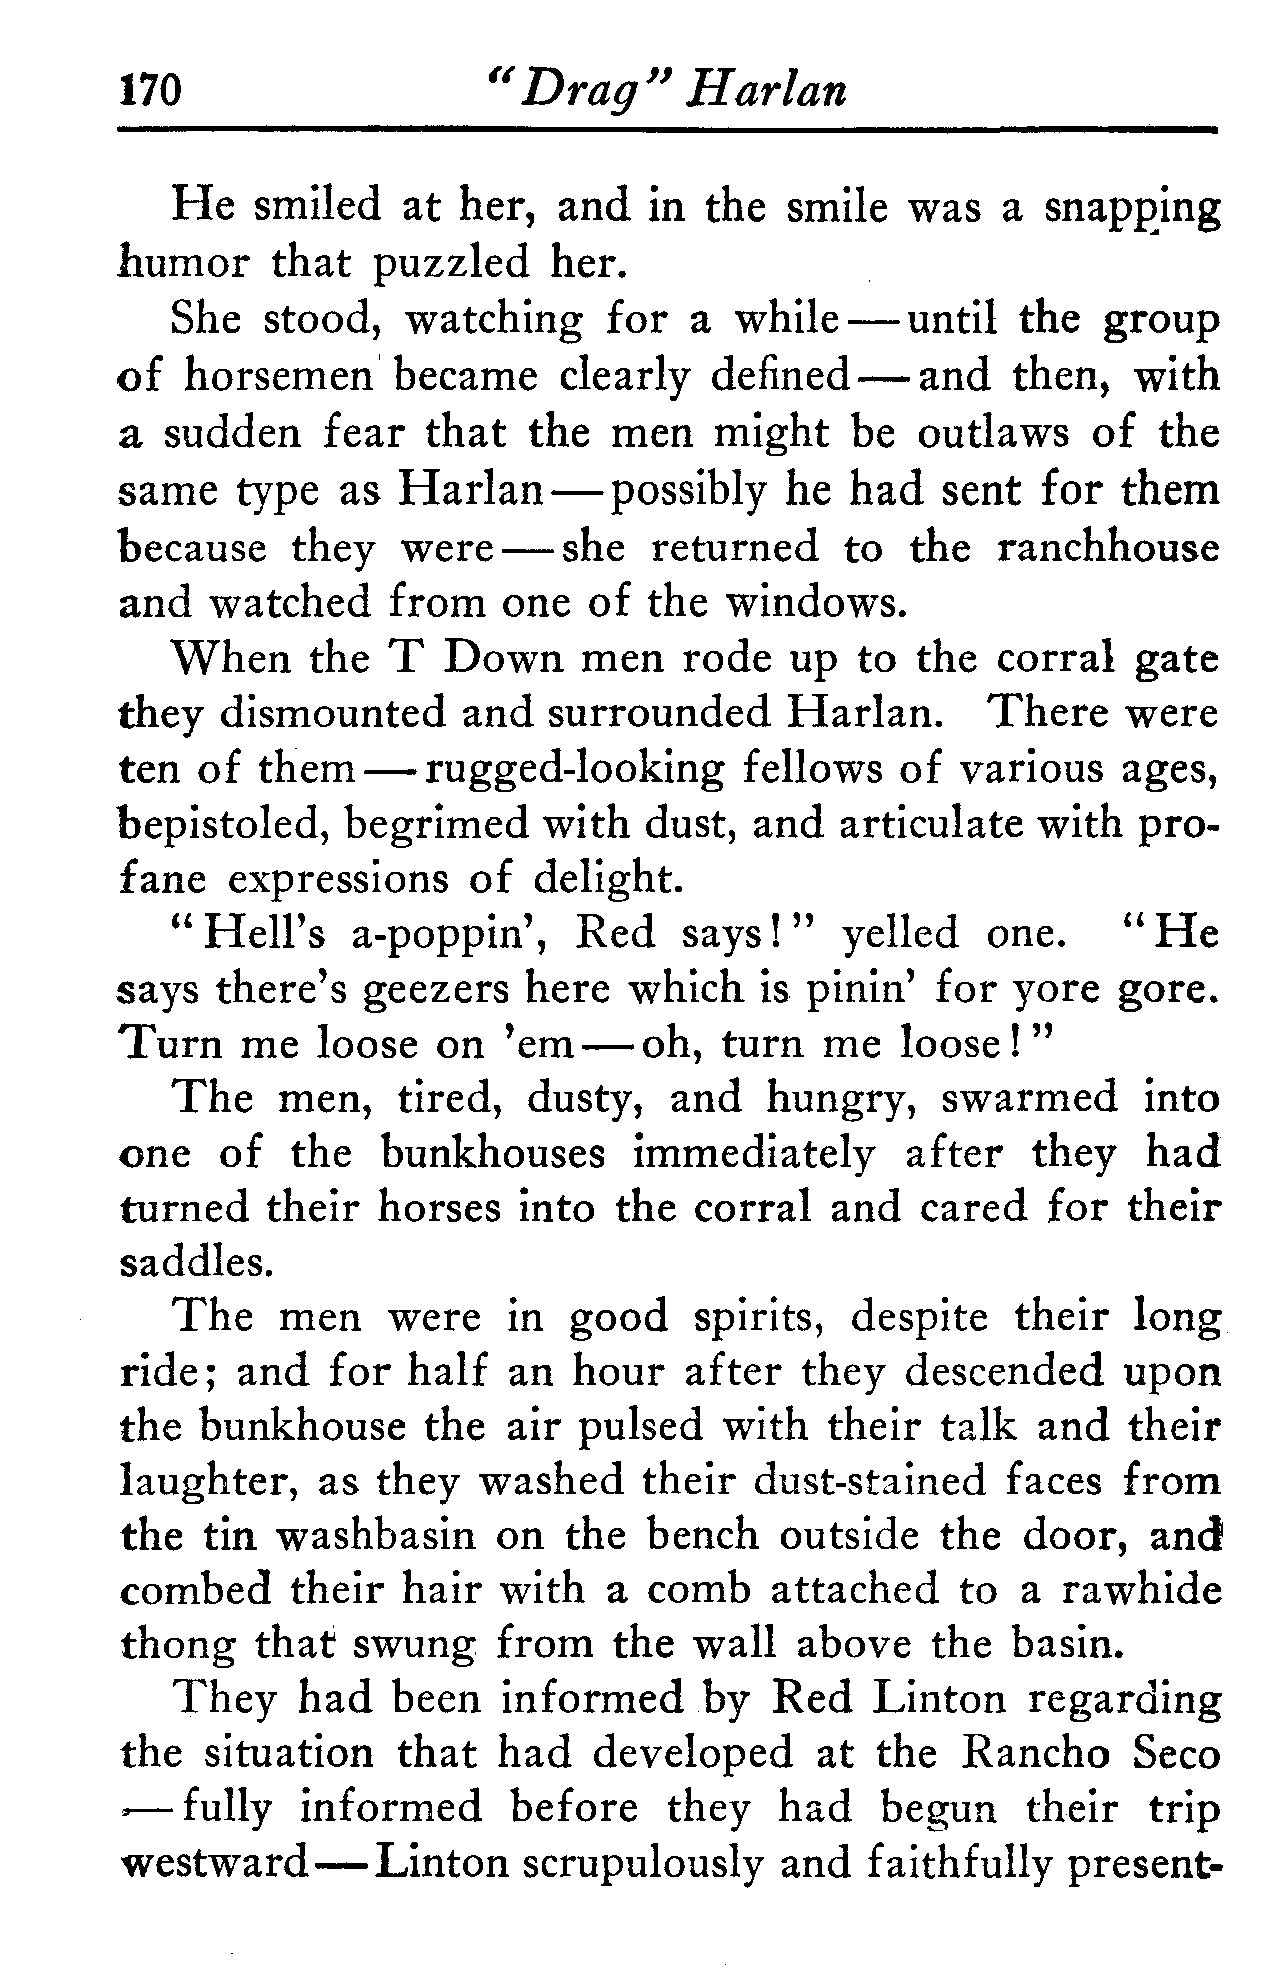 170 "Drag" Harlan
He smiled at her, and in the smile was a snapping
humor that puzzled her.
She stood, watching for a while — until the group
of horsemen became clearly defined — and then, with
a sudden fear that the men might be outlaws of the
same type as Harlan — possibly he had sent for them
because they were — she returned to the ranchhouse
and watched from one of the windows.
When the T Down men rode up to the corral gate
they dismounted and surrounded Harlan. There were
ten of them — rugged-looking fellows of various ages,
bepistoled, begrimed with dust, and articulate with pro-
fane expressions of delight.
"Hell's a-poppin', Red says!" yelled one. "He
says there's geezers here which is pinin' for yore gore.
Turn me loose on 'em — oh, turn me loose!"
The men, tired, dusty, and hungry, swarmed into
one of the bunkhouses immediately after they had
turned their horses into the corral and cared for their
saddles.
The men were in good spirits, despite their long
ride; and for half an hour after they descended upon
the bunkhouse the air pulsed with their talk and their
laughter, as they washed their dust-stained faces from
the tin washbasin on the bench outside the door, and
combed their hair with a comb attached to a rawhide
thong that swung from the wall above the basin.
They had been informed by Red Linton regarding
the situation that had developed at the Rancho Seco
— fully informed before they had begun their trip
westward — Linton scrupulously and faithfully present-